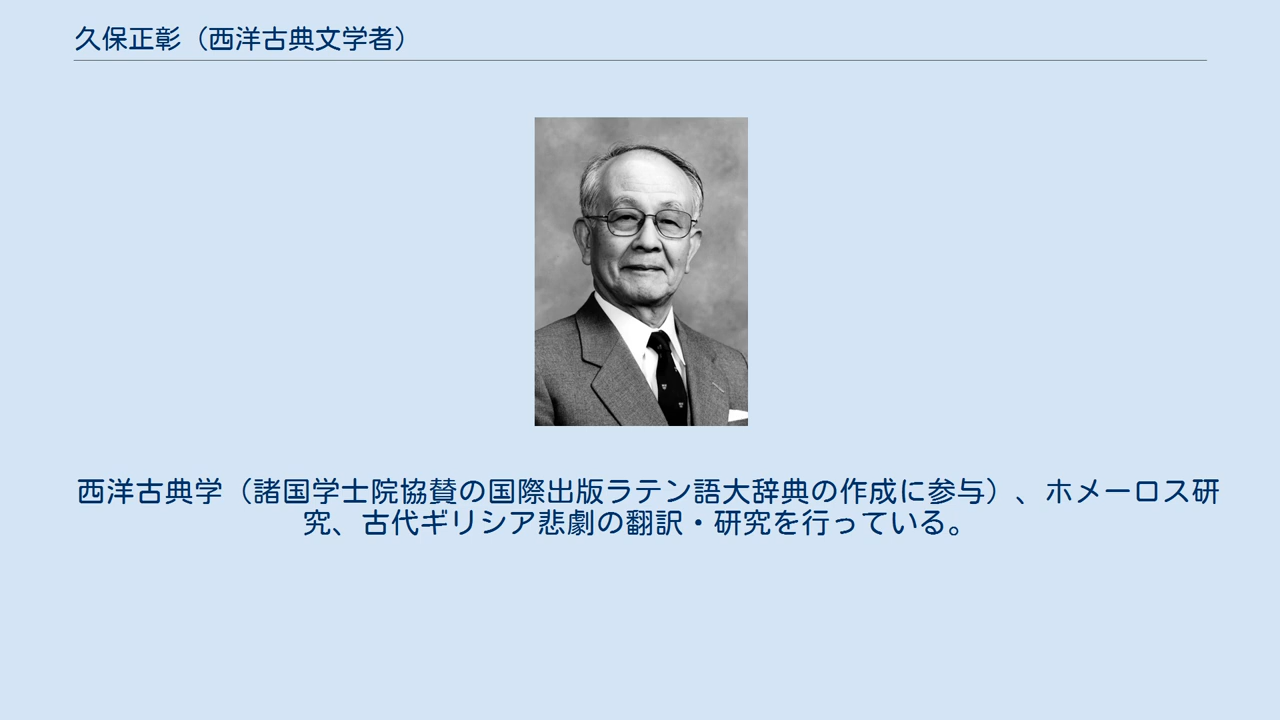 久保正彰（西洋古典文学者）
西洋古典学（諸国学士院協賛の国際出版ラテン語大辞典の作成に参与）、ホメーロス研
究、古代ギリシア悲劇の翻訳・研究を行っている。